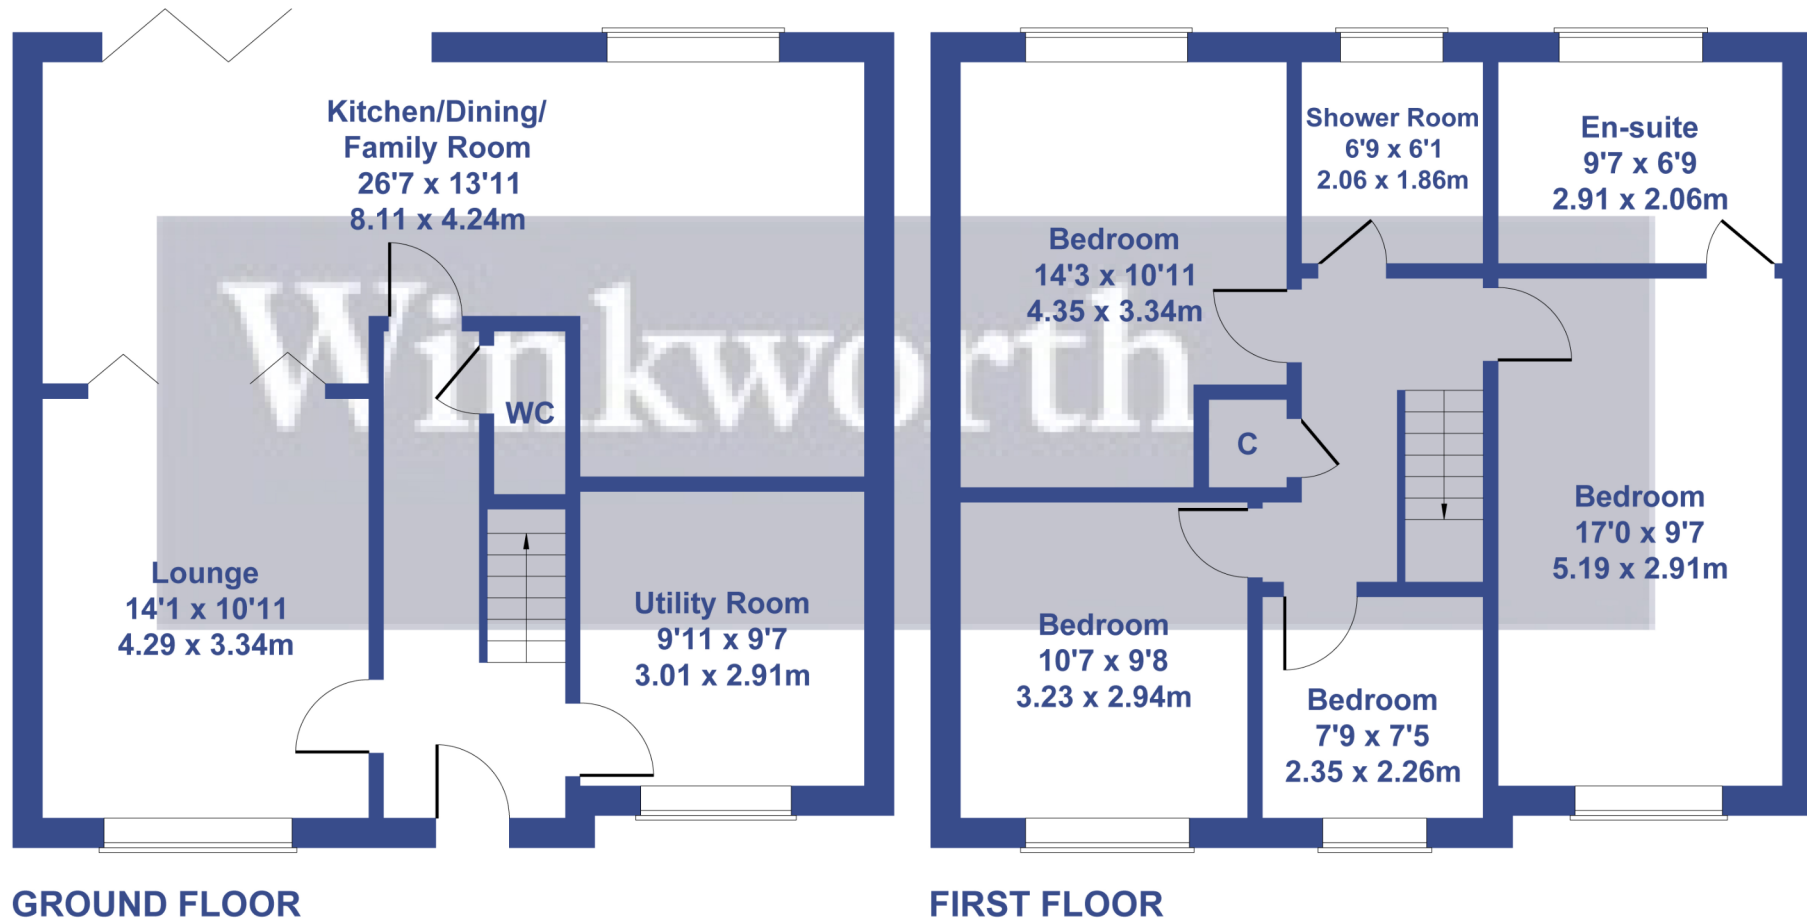 Kitchen/Dining/
Family Room
26'7 x 13'11
8.11 x 4.24m
WC
Lounge
14'1 x 10'11
4.29 x 3.34m
Utility Room
9'11 x 9'7
3.01 x 2.91m
GROUND FLOOR
Shower Room
6'9 x 6'1
2.06 x 1.86m
En-suite
9'7 x 6'9
2.91 x 2.06m
Bedroom
14'3 x 10'11
4.35 x 3.34m
C
Bedroom
17'0 x 9'7
5.19 x 2.91m
Bedroom
10'7 x 9'8
3.23 x 2.94m
Bedroom
7'9 x 7'5
2.35 x 2.26m
FIRST FLOOR
Winkworth